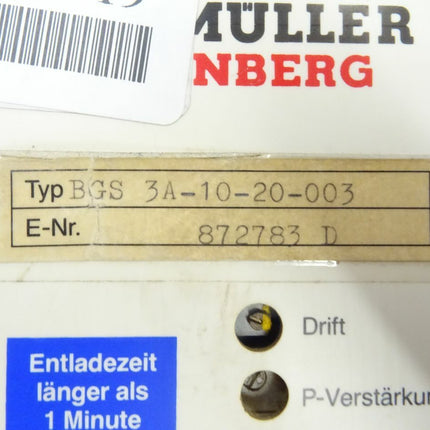 MÜLLER
NBERG
Typ BGS 3A-10-20-003
E-Nr. 872783 D
Drift
Entladezeit
länger als
1 Minute
P-Verstärku